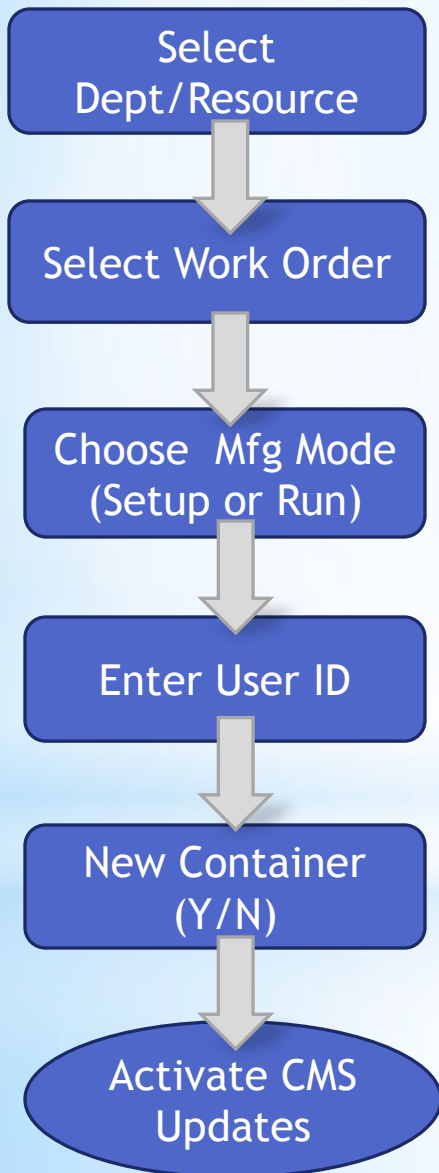 Select
Dept/Resource
Select Work Order
Choose Mfg Mode
(Setup or Run)
Enter User ID
New Container
(Y/N)
Activate CMS
Updates